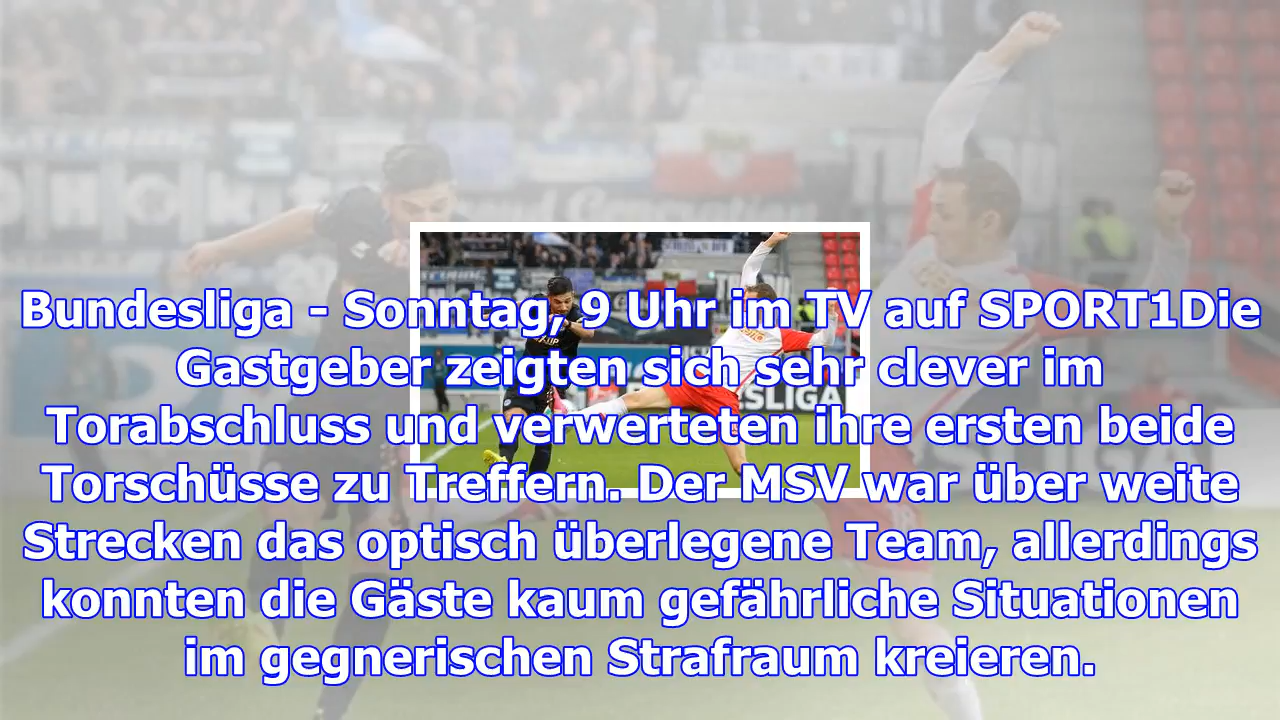 Bundesliga - Sonntag, 9 Uhr im TV auf SPORT1Die
Gastgeber zeigten sich sehr clever im
Torabschluss und verwerteten ihre ersten beide
Torschüsse zu Treffern. Der MSV war über weite
Strecken das optisch überlegene Team, allerdings
konnten die Gäste kaum gefährliche Situationen
im gegnerischen Strafraum kreieren.